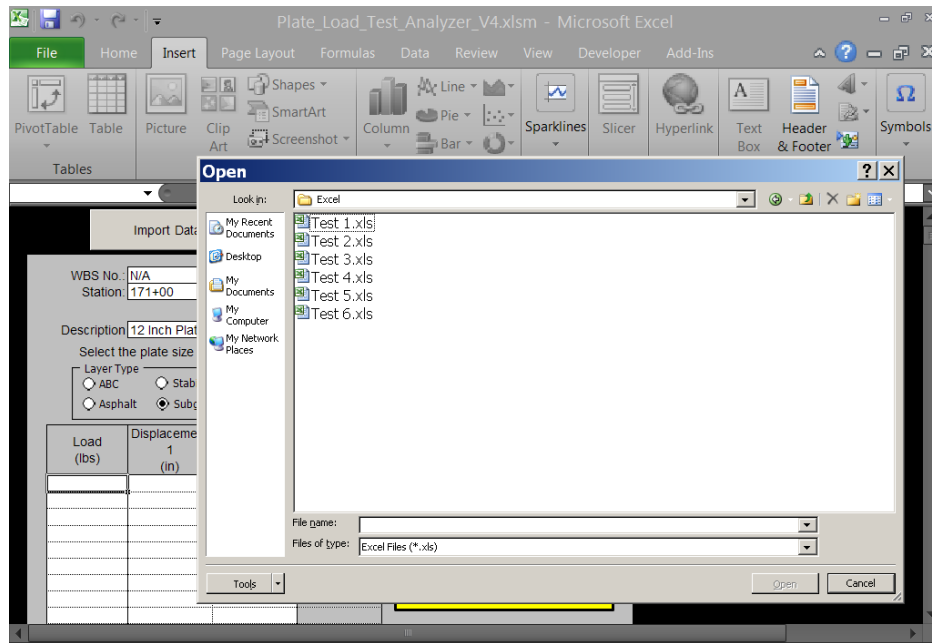 Plate_Load_Test_Analyzer_V4.xlsm - Microsoft Excel
File Home Insert Page Layout Formulas Data Review View Developer Add-Ins
Shapes
SmartArt
Screenshot
Line
Pie
Bar
PivotTable Table Picture Clip Art Column Sparklines Slicer Hyperlink Text Box Header & Footer Symbols
Tables
Open
Look in: Excel
Import Data
My Recent Documents
Desktop
My Documents
My Computer
My Network Places
Test 1.xls
Test 2.xls
Test 3.xls
Test 4.xls
Test 5.xls
Test 6.xls
WBS No.: N/A
Station: 171+00
Description 12 Inch Plat
Select the plate size
Layer Type
ABC Stab
Asphalt Subg
Load (lbs)
Displaceme
1
(in)
File name:
Files of type: Excel Files (*.xls)
Tools Open Cancel